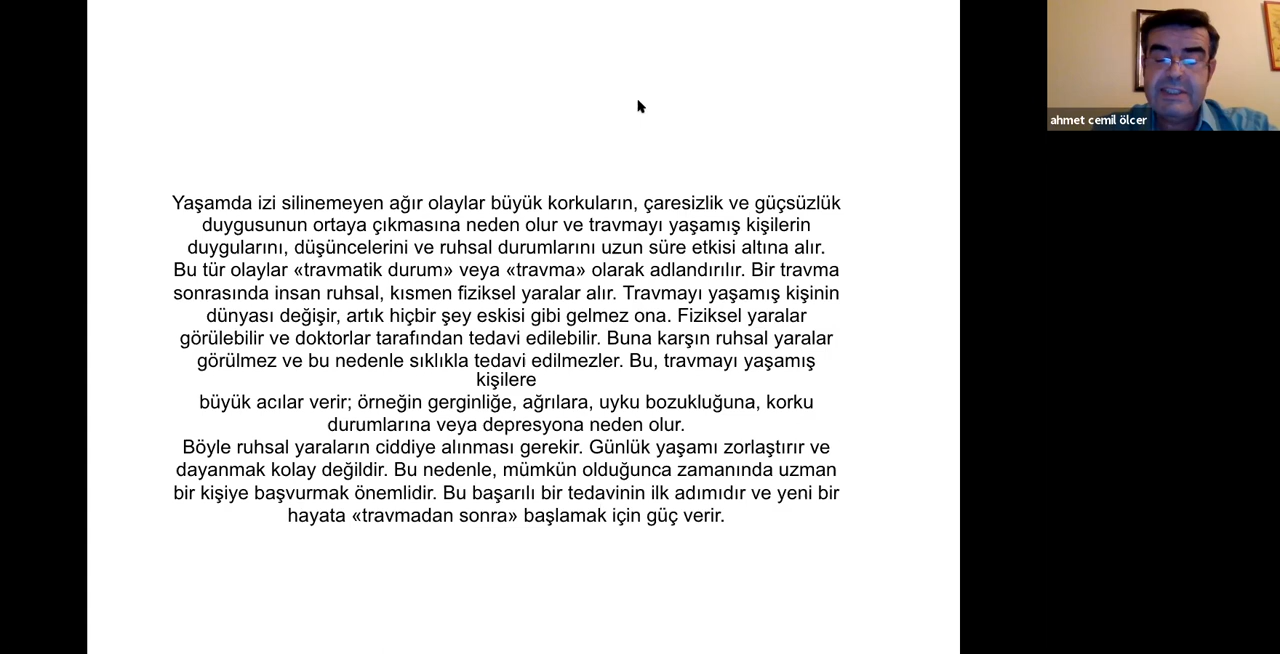 Yaşamda izi silinemeyen ağır olaylar büyük korkuların, çaresizlik ve güçsüzlük
duygusunun ortaya çıkmasına neden olur ve travmayı yaşamış kişilerin
duygularını, düşüncelerini ve ruhsal durumlarını uzun süre etkisi altına alır.
Bu tür olaylar «travmatik durum» veya «travma» olarak adlandırılır. Bir travma
sonrasında insan ruhsal, kısmen fiziksel yaralar alır. Travmayı yaşamış kişinin
dünyası değişir, artık hiçbir şey eskisi gibi gelmez ona. Fiziksel yaralar
görülebilir ve doktorlar tarafından tedavi edilebilir. Buna karşın ruhsal yaralar
görülmez ve bu nedenle sıklıkla tedavi edilmezler. Bu, travmayı yaşamış
kişilere
büyük acılar verir; örneğin gerginliğe, ağrılara, uyku bozukluğuna, korku
durumlarına veya depresyona neden olur.
Böyle ruhsal yaraların ciddiye alınması gerekir. Günlük yaşamı zorlaştırır ve
dayanmak kolay değildir. Bu nedenle, mümkün olduğunca zamanında uzman
bir kişiye başvurmak önemlidir. Bu başarılı bir tedavinin ilk adımıdır ve yeni bir
hayata «travmadan sonra» başlamak için güç verir.
ahmet cemil ölcer